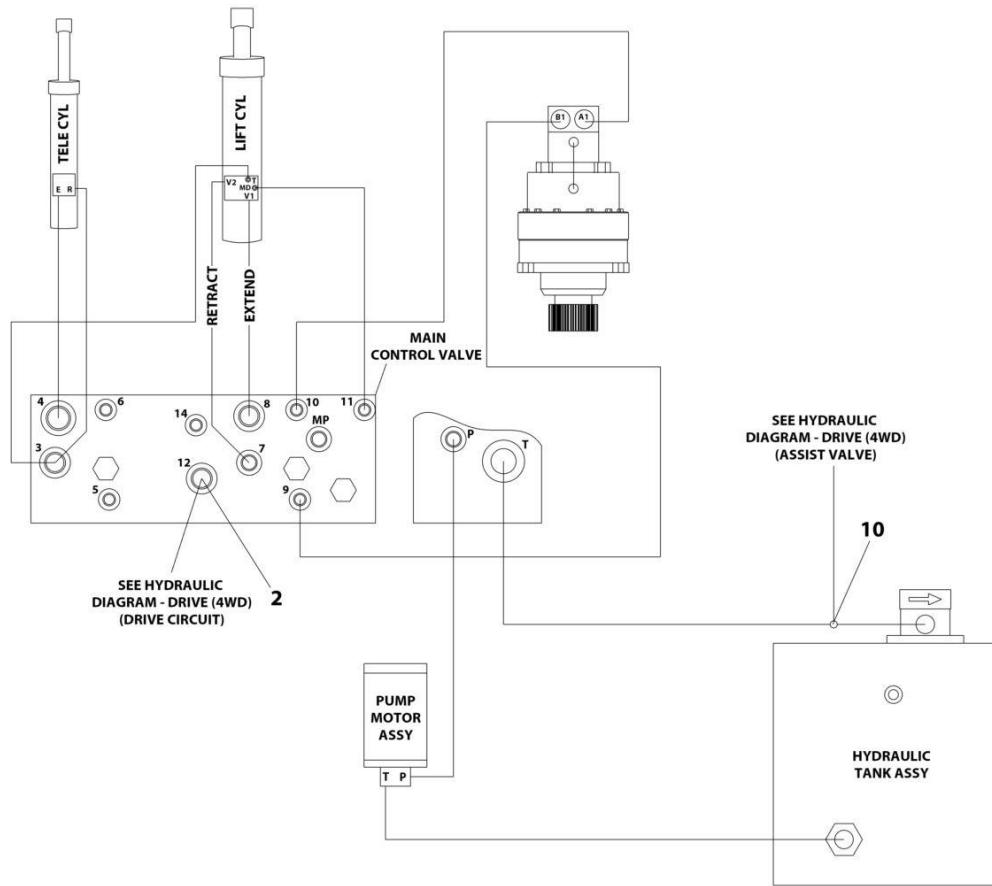 TELE CYL
E R
LIFT CYL
V2
T
MD
V1
B1
A1
RETRACT
EXTEND
MAIN
CONTROL VALVE
4
6
14
8
10
11
MP
3
12
7
5
9
P
T
SEE HYDRAULIC
DIAGRAM - DRIVE (4WD)
(ASSIST VALVE)
10
SEE HYDRAULIC
DIAGRAM - DRIVE (4WD)
(DRIVE CIRCUIT)
2
PUMP
MOTOR
ASSY
T P
HYDRAULIC
TANK ASSY